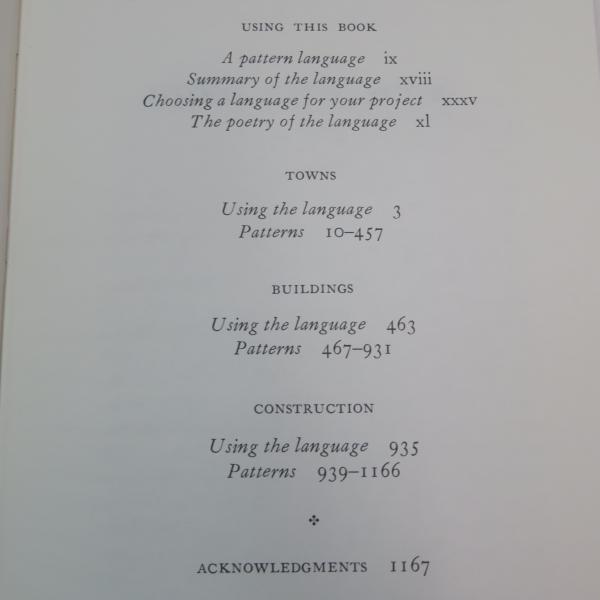 USING THIS BOOK
A pattern language ix
Summary of the language xviii
Choosing a language for your project xxxv
The poetry of the language xl
TOWNS
Using the language 3
Patterns 10–457
BUILDINGS
Using the language 463
Patterns 467–931
CONSTRUCTION
Using the language 935
Patterns 939–1166
ACKNOWLEDGMENTS 1167